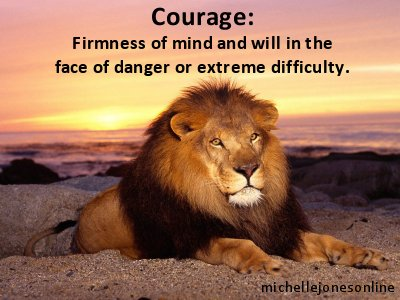 Courage:
Firmness of mind and will in the
face of danger or extreme difficulty.
michellejonesonline